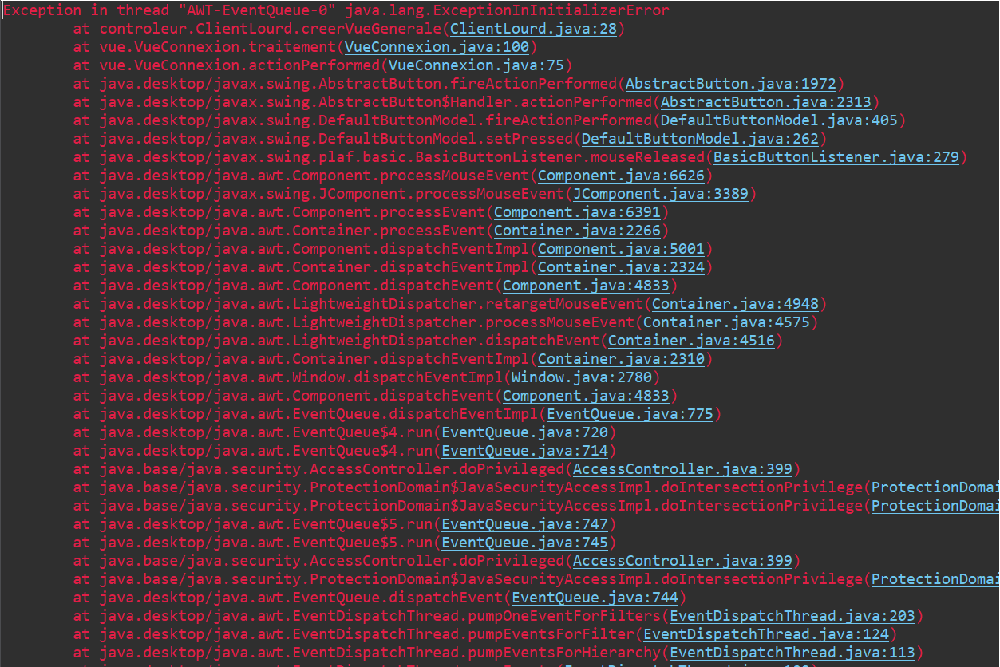 Exception in thread "AWT-EventQueue-0" java.lang.ExceptionInInitializerError
at controleur.ClientLourd.creerVueGenerale(ClientLourd.java:28)
at vue.VueConnexion.traitement(VueConnexion.java:100)
at vue.VueConnexion.actionPerformed(VueConnexion.java:75)
at java.desktop/javax.swing.AbstractButton.fireActionPerformed(AbstractButton.java:1972)
at java.desktop/javax.swing.AbstractButton$Handler.actionPerformed(AbstractButton.java:2313)
at java.desktop/javax.swing.DefaultButtonModel.fireActionPerformed(DefaultButtonModel.java:405)
at java.desktop/javax.swing.DefaultButtonModel.setPressed(DefaultButtonModel.java:262)
at java.desktop/javax.swing.plaf.basic.BasicButtonListener.mouseReleased(BasicButtonListener.java:279)
at java.desktop/java.awt.Component.processMouseEvent(Component.java:6626)
at java.desktop/javax.swing.JComponent.processMouseEvent(JComponent.java:3389)
at java.desktop/java.awt.Component.processEvent(Component.java:6391)
at java.desktop/java.awt.Container.processEvent(Container.java:2266)
at java.desktop/java.awt.Component.dispatchEventImpl(Component.java:5001)
at java.desktop/java.awt.Container.dispatchEventImpl(Container.java:2324)
at java.desktop/java.awt.Component.dispatchEvent(Component.java:4833)
at java.desktop/java.awt.LightweightDispatcher.retargetMouseEvent(Container.java:4948)
at java.desktop/java.awt.LightweightDispatcher.processMouseEvent(Container.java:4575)
at java.desktop/java.awt.LightweightDispatcher.dispatchEvent(Container.java:4516)
at java.desktop/java.awt.Container.dispatchEventImpl(Container.java:2310)
at java.desktop/java.awt.Window.dispatchEventImpl(Window.java:2780)
at java.desktop/java.awt.Component.dispatchEvent(Component.java:4833)
at java.desktop/java.awt.EventQueue.dispatchEventImpl(EventQueue.java:775)
at java.desktop/java.awt.EventQueue$4.run(EventQueue.java:720)
at java.desktop/java.awt.EventQueue$4.run(EventQueue.java:714)
at java.base/java.security.AccessController.doPrivileged(AccessController.java:399)
at java.base/java.security.ProtectionDomain$JavaSecurityAccessImpl.doIntersectionPrivilege(ProtectionDomai
at java.base/java.security.ProtectionDomain$JavaSecurityAccessImpl.doIntersectionPrivilege(ProtectionDomai
at java.desktop/java.awt.EventQueue$5.run(EventQueue.java:747)
at java.desktop/java.awt.EventQueue$5.run(EventQueue.java:745)
at java.base/java.security.AccessController.doPrivileged(AccessController.java:399)
at java.base/java.security.ProtectionDomain$JavaSecurityAccessImpl.doIntersectionPrivilege(ProtectionDomai
at java.desktop/java.awt.EventQueue.dispatchEvent(EventQueue.java:744)
at java.desktop/java.awt.EventDispatchThread.pumpOneEventForFilters(EventDispatchThread.java:203)
at java.desktop/java.awt.EventDispatchThread.pumpEventsForFilter(EventDispatchThread.java:124)
at java.desktop/java.awt.EventDispatchThread.pumpEventsForHierarchy(EventDispatchThread.java:113)